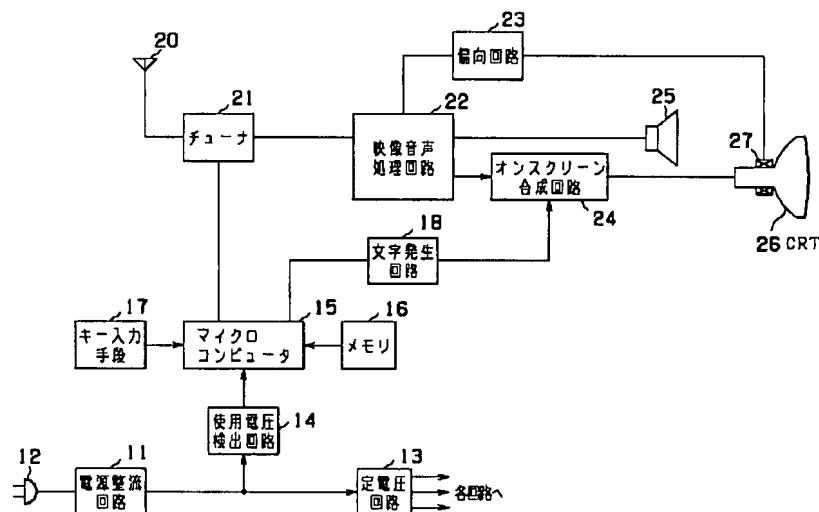 23
偏向回路
20
21
チューナ
22
映像音声
処理回路
25
27
オンスクリーン
合成回路
24
26 CRT
18
文字発生
回路
17
キー入力
手段
15
マイクロ
コンピュータ
16
メモリ
使用電圧
検出回路
14
12
11
電源整流
回路
13
定電圧
回路
各回路へ